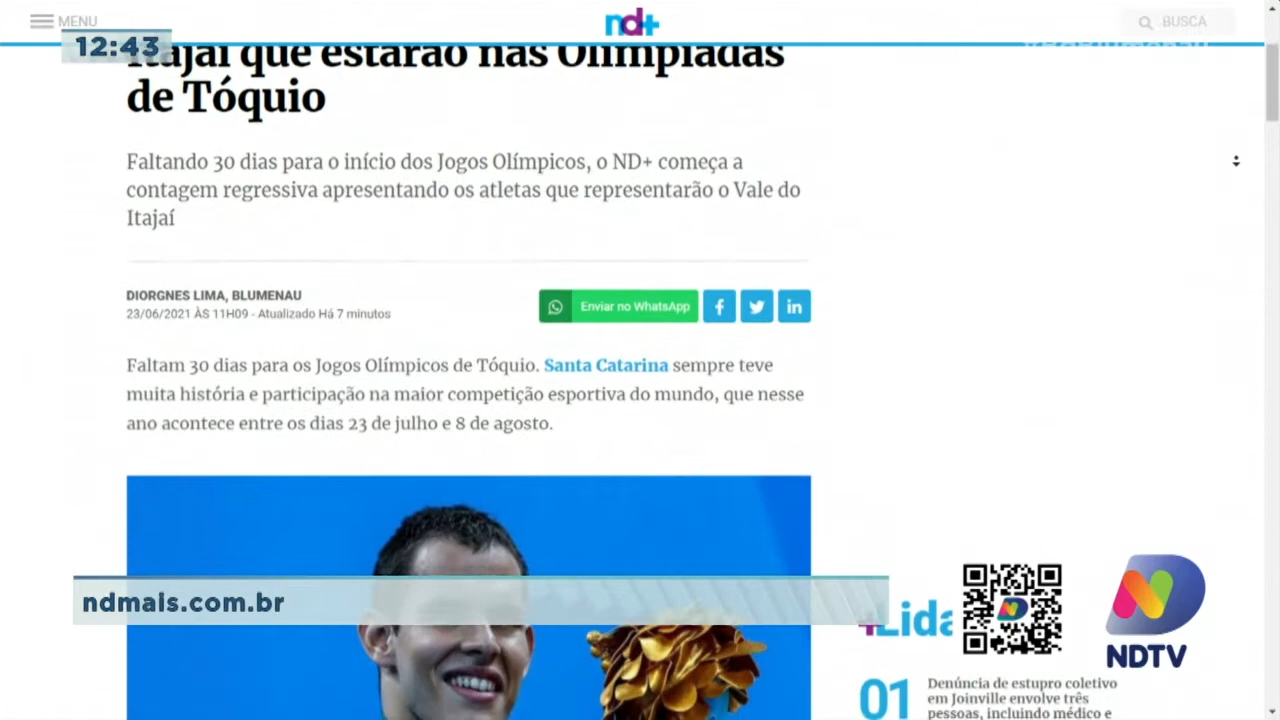 MENU
nd+
BUSCA
12:43
Itajaí que estarão nas Olimpíadas
de Tóquio
Faltando 30 dias para o início dos Jogos Olímpicos, o ND+ começa a
contagem regressiva apresentando os atletas que representarão o Vale do
Itajaí
DIORGNES LIMA, BLUMENAU
23/06/2021 ÀS 11H09 - Atualizado Há 7 minutos
Enviar no WhatsApp
Faltam 30 dias para os Jogos Olímpicos de Tóquio. Santa Catarina sempre teve
muita história e participação na maior competição esportiva do mundo, que nesse
ano acontece entre os dias 23 de julho e 8 de agosto.
ndmais.com.br
+Lida
NDTV
01
Denúncia de estupro coletivo
em Joinville envolve três
pessoas, incluindo médico e